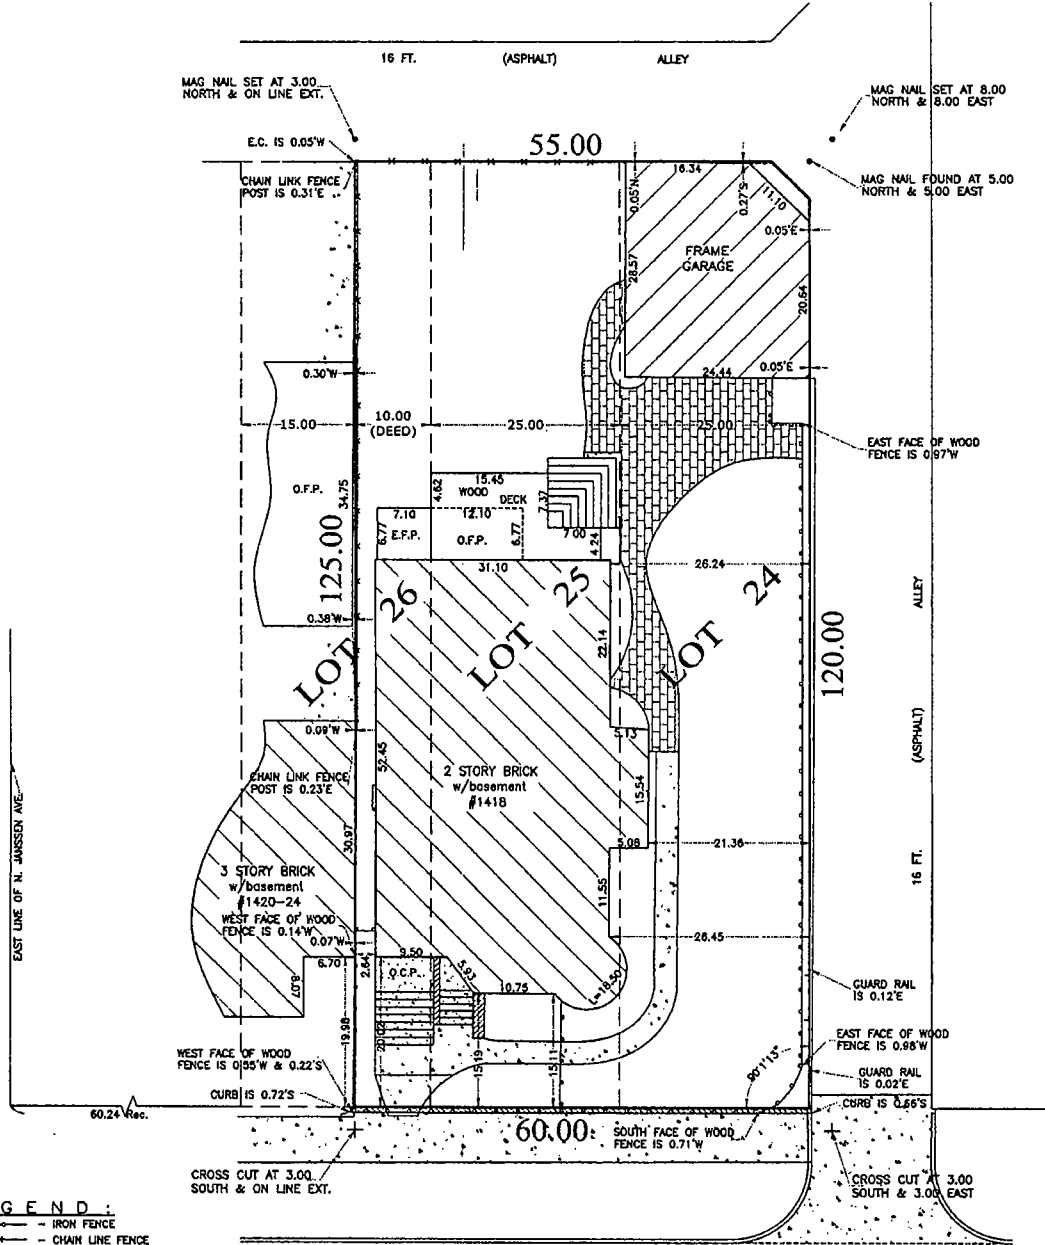 16 FT. (ASPHALT) ALLEY
MAG NAIL SET AT 3.00
NORTH & ON LINE EXT.
MAG NAIL SET AT 8.00
NORTH & 8.00 EAST
E.C. IS 0.05'W
55.00
CHAIN LINK FENCE
POST IS 0.31'E
MAG NAIL FOUND AT 5.00
NORTH & 5.00 EAST
16.34
0.05'N
0.27'S
11.10
0.05'E
FRAME
GARAGE
28.57
20.64
0.30'W
24.44
0.05'E
15.00
10.00
(DEED)
25.00
25.00
EAST FACE OF WOOD
FENCE IS 0.97'W
O.F.P.
34.75
125.00
4.62
15.45
WOOD
DECK
7.37
7.10
12.10
7.00
6.77
E.F.P.
O.F.P.
6.77
4.24
31.10
26.24
0.38'W
LOT 26
LOT 25
LOT 24
120.00
22.14
ALLEY
(ASPHALT)
16 FT.
0.09'W
5.13
CHAIN LINK FENCE
POST IS 0.23'E
52.45
2 STORY BRICK
w/basement
#1418
15.54
30.97
5.08
21.36
3 STORY BRICK
w/basement
#1420-24
11.55
WEST FACE OF WOOD
FENCE IS 0.14'W
0.07'W
26.45
EAST LINE OF N. JANSSEN AVE.
6.70
2.64
9.50
O.C.P.
5.93
10.75
L=18.50
8.07
GUARD RAIL
IS 0.12'E
19.98
20.02
15.19
15.11
90°1'13"
EAST FACE OF WOOD
FENCE IS 0.98'W
WEST FACE OF WOOD
FENCE IS 0.55'W & 0.22'S
GUARD RAIL
IS 0.02'E
CURB IS 0.72'S
CURB IS 0.66'S
60.24 Rec.
60.00
SOUTH FACE OF WOOD
FENCE IS 0.71'W
CROSS CUT AT 3.00
SOUTH & ON LINE EXT.
CROSS CUT AT 3.00
SOUTH & 3.00 EAST
GEND:
- IRON FENCE
- CHAIN LINE FENCE